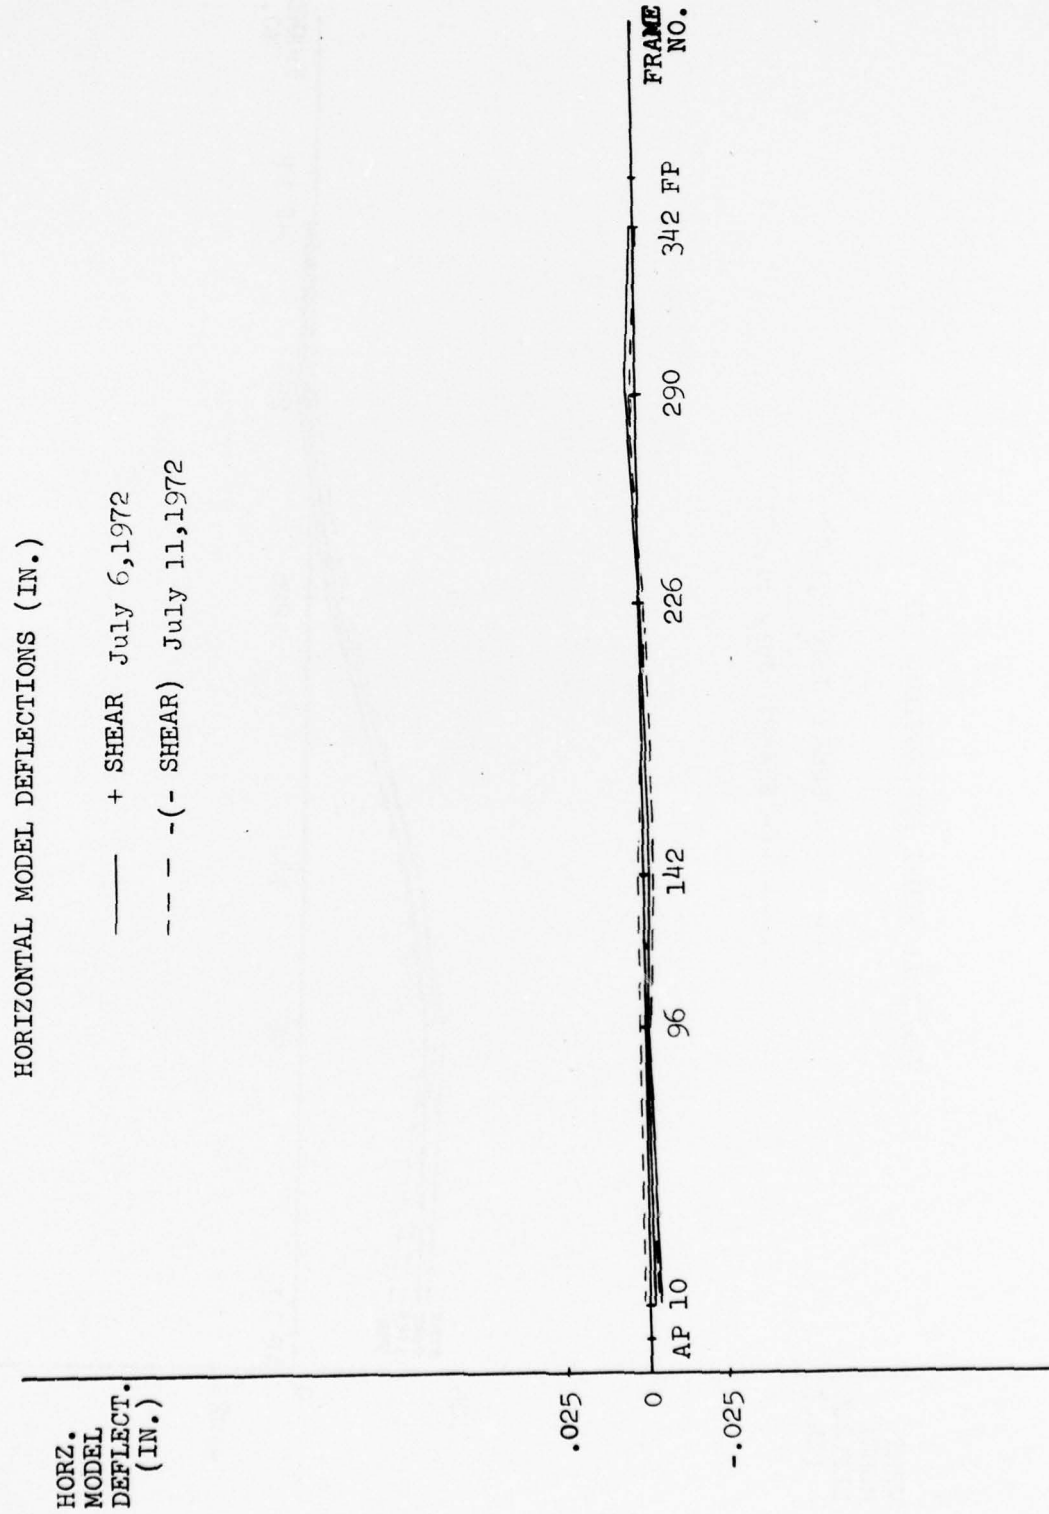 HORIZONTAL MODEL DEFLECTIONS (IN.)
+ SHEAR July 6,1972
-(- SHEAR) July 11,1972
HORZ.
MODEL
DEFLECT.
(IN.)
.025
0
-.025
AP 10 96 142 226 290 342 FP
FRAME
NO.